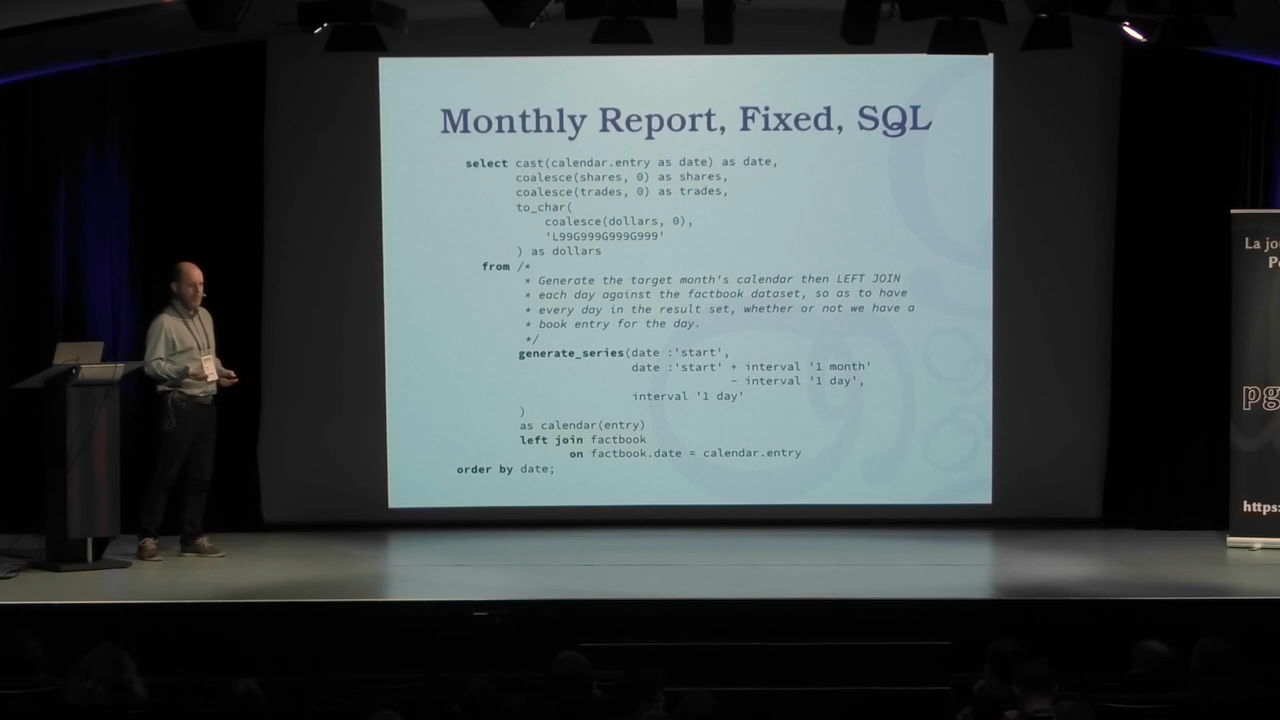 Monthly Report, Fixed, SQL
select cast(calendar.entry as date) as date,
coalesce(shares, 0) as shares,
coalesce(trades, 0) as trades,
to_char(
coalesce(dollars, 0),
'L99G999G999G999'
) as dollars
from /*
* Generate the target month's calendar then LEFT JOIN
* each day against the factbook dataset, so as to have
* every day in the result set, whether or not we have a
* book entry for the day.
*/
generate_series(date :'start',
date :'start' + interval '1 month'
- interval '1 day',
interval '1 day'
)
as calendar(entry)
left join factbook
on factbook.date = calendar.entry
order by date;
La jou
P
pg
https: